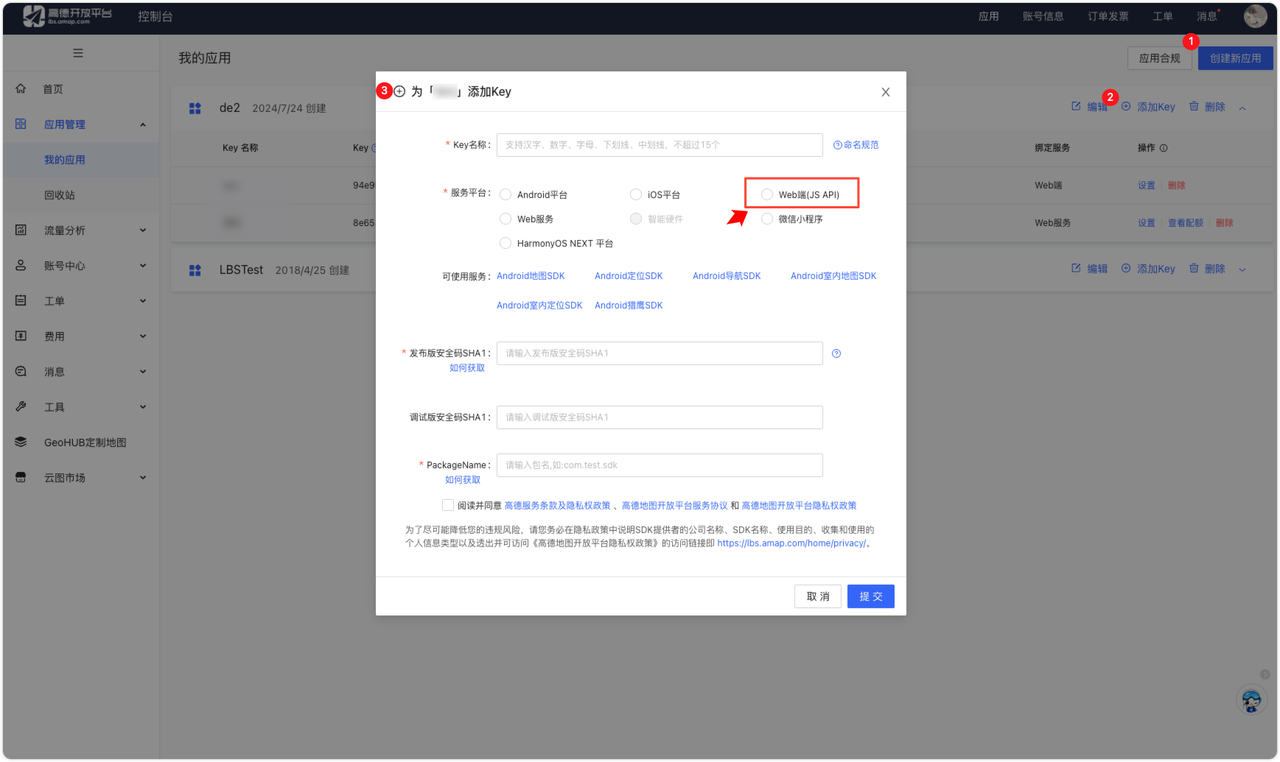 高德开放平台 控制台 应用 账号信息 订单发票 工单 消息
lbs.amap.com
1
我的应用 应用合规 创建新应用
首页
应用管理
我的应用
回收站
流量分析
账号中心
工单
费用
消息
工具
GeoHUB定制地图
云图市场
de2 2024/7/24 创建 2 编辑 添加Key 删除
Key 名称 Key 绑定服务 操作
94e9 Web端 设置 删除
8e65 Web服务 设置 查看配额 删除
LBSTest 2018/4/25 创建 编辑 添加Key 删除
3 为「 」添加Key
* Key名称: 支持汉字、数字、字母、下划线、中划线，不超过15个 命名规范
* 服务平台: Android平台 iOS平台 Web端(JS API)
Web服务 智能硬件 微信小程序
HarmonyOS NEXT 平台
可使用服务: Android地图SDK Android定位SDK Android导航SDK Android室内地图SDK
Android室内定位SDK Android猎鹰SDK
* 发布版安全码SHA1: 请输入发布版安全码SHA1
如何获取
调试版安全码SHA1: 请输入调试版安全码SHA1
* PackageName: 请输入包名,如:com.test.sdk
如何获取
阅读并同意 高德服务条款及隐私权政策 、高德地图开放平台服务协议 和 高德地图开放平台隐私权政策
为了尽可能降低您的违规风险，请您务必在隐私政策中说明SDK提供者的公司名称、SDK名称、使用目的、收集和使用的
个人信息类型以及透出并可访问《高德地图开放平台隐私权政策》的访问链接即 https://lbs.amap.com/home/privacy/。
取 消 提 交